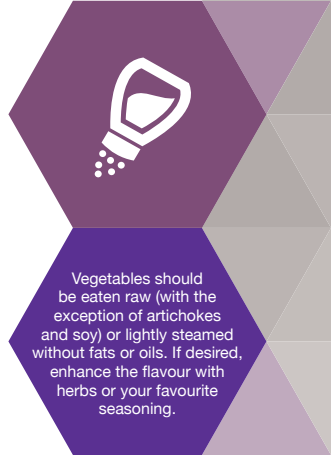 Vegetables should
be eaten raw (with the
exception of artichokes
and soy) or lightly steamed
without fats or oils. If desired,
enhance the flavour with
herbs or your favourite
seasoning.